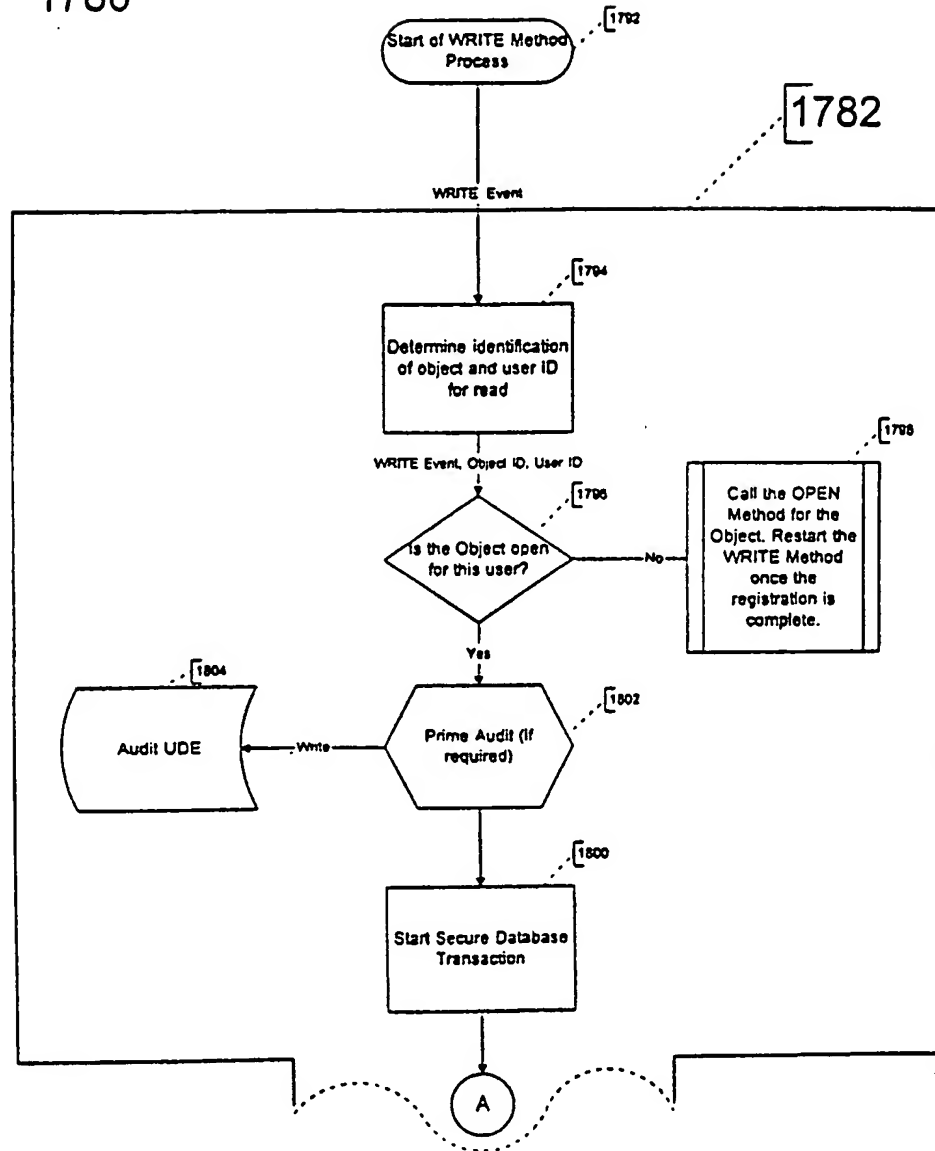 1780
1792
Start of WRITE Method
Process
1782
WRITE Event
1794
Determine identification
of object and user ID
for read
WRITE Event, Object ID, User ID
1796
Is the Object open
for this user?
No
1798
Call the OPEN
Method for the
Object. Restart the
WRITE Method
once the
registration is
complete.
Yes
1804
Audit UDE
Write
1802
Prime Audit (if
required)
1800
Start Secure Database
Transaction
A